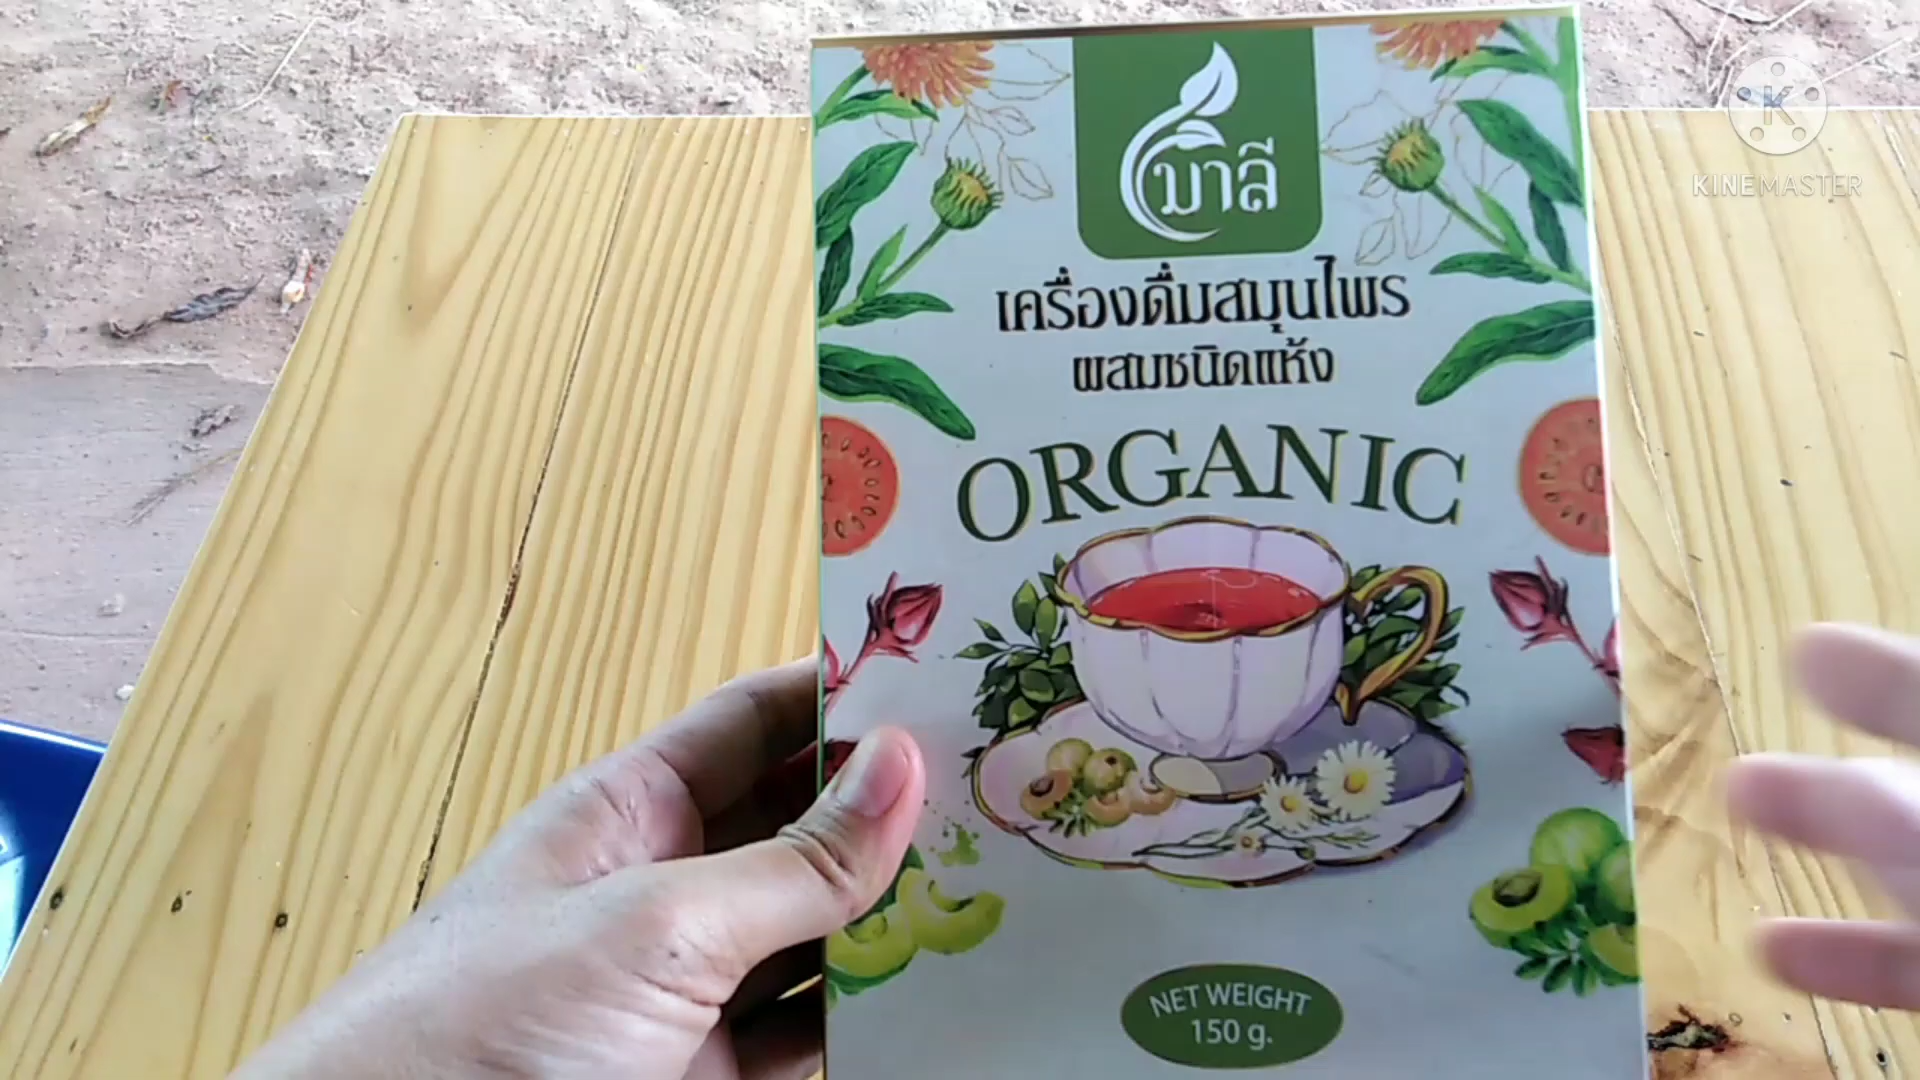 มาลี
เครื่องดื่มสมุนไพร
ผสมชนิดแห้ง
ORGANIC
NET WEIGHT
150 g.
K
KINEMASTER